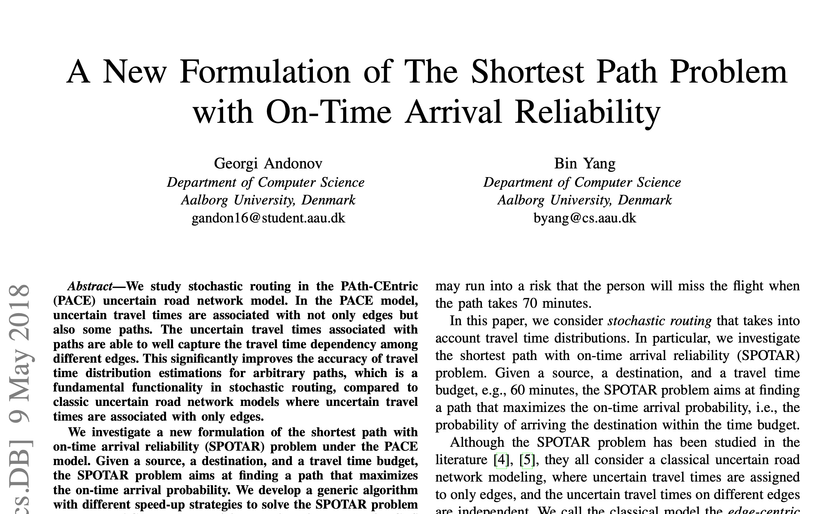 A New Formulation of The Shortest Path Problem
with On-Time Arrival Reliability
Georgi Andonov
Department of Computer Science
Aalborg University, Denmark
gandon16@student.aau.dk
Bin Yang
Department of Computer Science
Aalborg University, Denmark
byang@cs.aau.dk
cs.DB] 9 May 2018
Abstract—We study stochastic routing in the PAth-CEntric
(PACE) uncertain road network model. In the PACE model,
uncertain travel times are associated with not only edges but
also some paths. The uncertain travel times associated with
paths are able to well capture the travel time dependency among
different edges. This significantly improves the accuracy of travel
time distribution estimations for arbitrary paths, which is a
fundamental functionality in stochastic routing, compared to
classic uncertain road network models where uncertain travel
times are associated with only edges.
We investigate a new formulation of the shortest path with
on-time arrival reliability (SPOTAR) problem under the PACE
model. Given a source, a destination, and a travel time budget,
the SPOTAR problem aims at finding a path that maximizes
the on-time arrival probability. We develop a generic algorithm
with different speed-up strategies to solve the SPOTAR problem
may run into a risk that the person will miss the flight when
the path takes 70 minutes.
In this paper, we consider stochastic routing that takes into
account travel time distributions. In particular, we investigate
the shortest path with on-time arrival reliability (SPOTAR)
problem. Given a source, a destination, and a travel time
budget, e.g., 60 minutes, the SPOTAR problem aims at finding
a path that maximizes the on-time arrival probability, i.e., the
probability of arriving the destination within the time budget.
Although the SPOTAR problem has been studied in the
literature [4], [5], they all consider a classical uncertain road
network modeling, where uncertain travel times are assigned
to only edges, and the uncertain travel times on different edges
are independent. We call the classical model the edge-centric